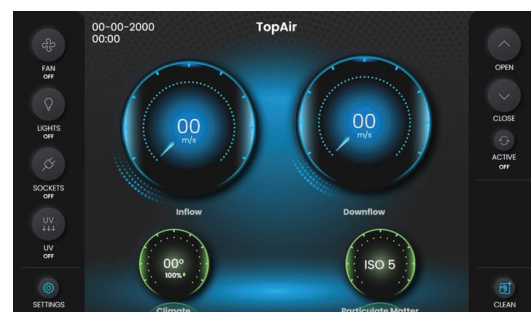 00-00-2000
00:00
TopAir
FAN
OFF
LIGHTS
OFF
SOCKETS
OFF
UV
UV
OFF
SETTINGS
00
m/s
Inflow
00
m/s
Downflow
00°
100%
Climate
ISO 5
Particulate Matter
OPEN
CLOSE
ACTIVE
OFF
CLEAN